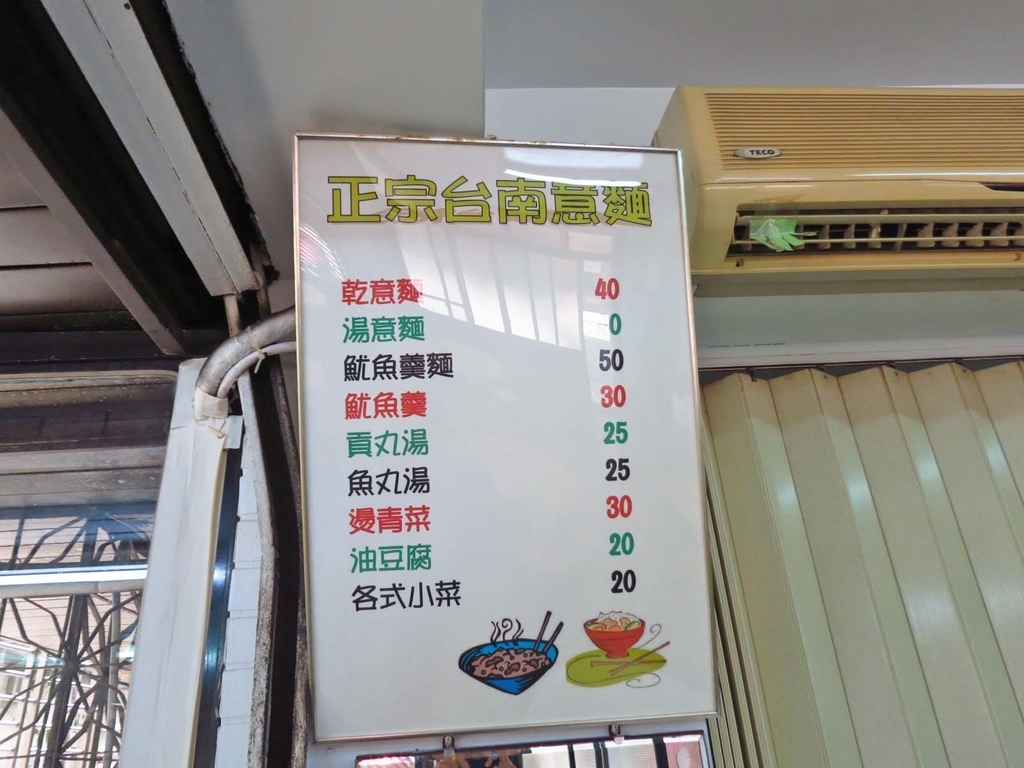 正宗台南意麵
乾意麵 40
湯意麵 0
魷魚羹麵 50
魷魚羹 30
貢丸湯 25
魚丸湯 25
燙青菜 30
油豆腐 20
各式小菜 20
TECO